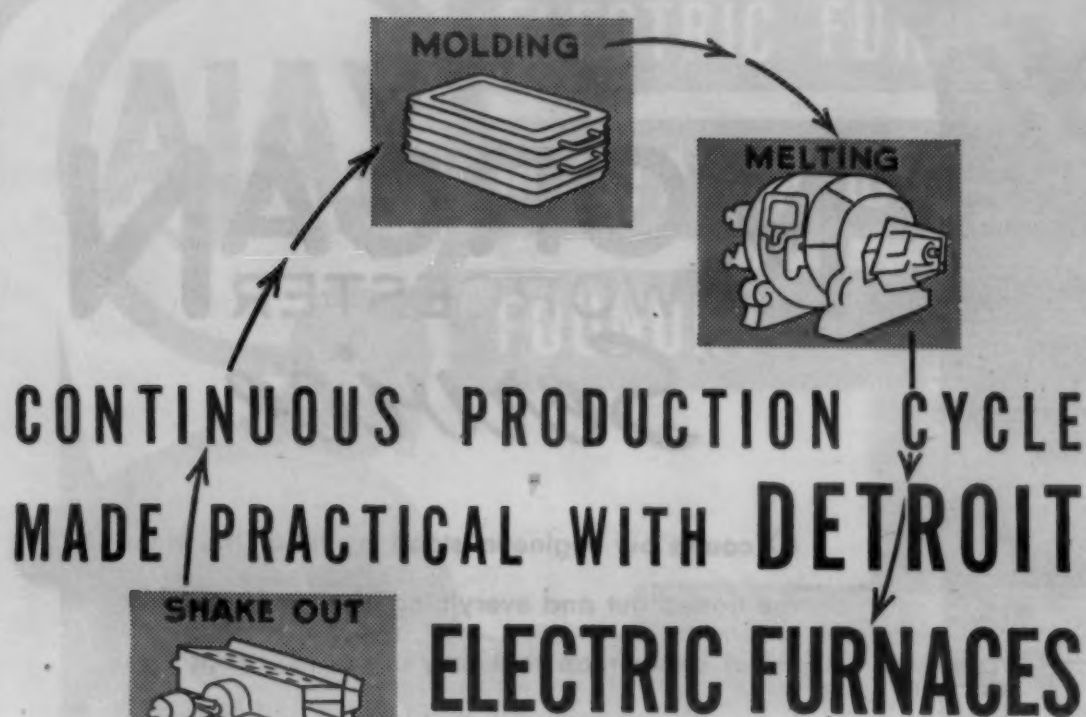 MOLDING
MELTING
CONTINUOUS PRODUCTION CYCLE
MADE PRACTICAL WITH DETROIT
SHAKE OUT
ELECTRIC FURNACES